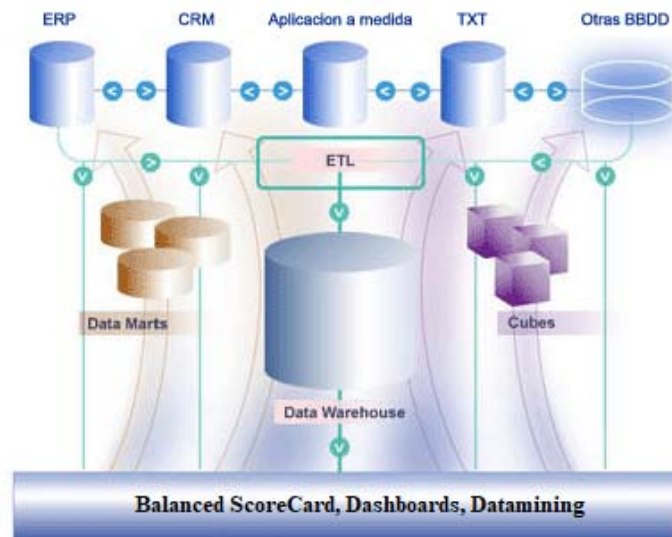 ERP
CRM
Aplicacion a medida
TXT
Otras BBDD
ETL
Data Marts
Cubes
Data Warehouse
Balanced ScoreCard, Dashboards, Datamining